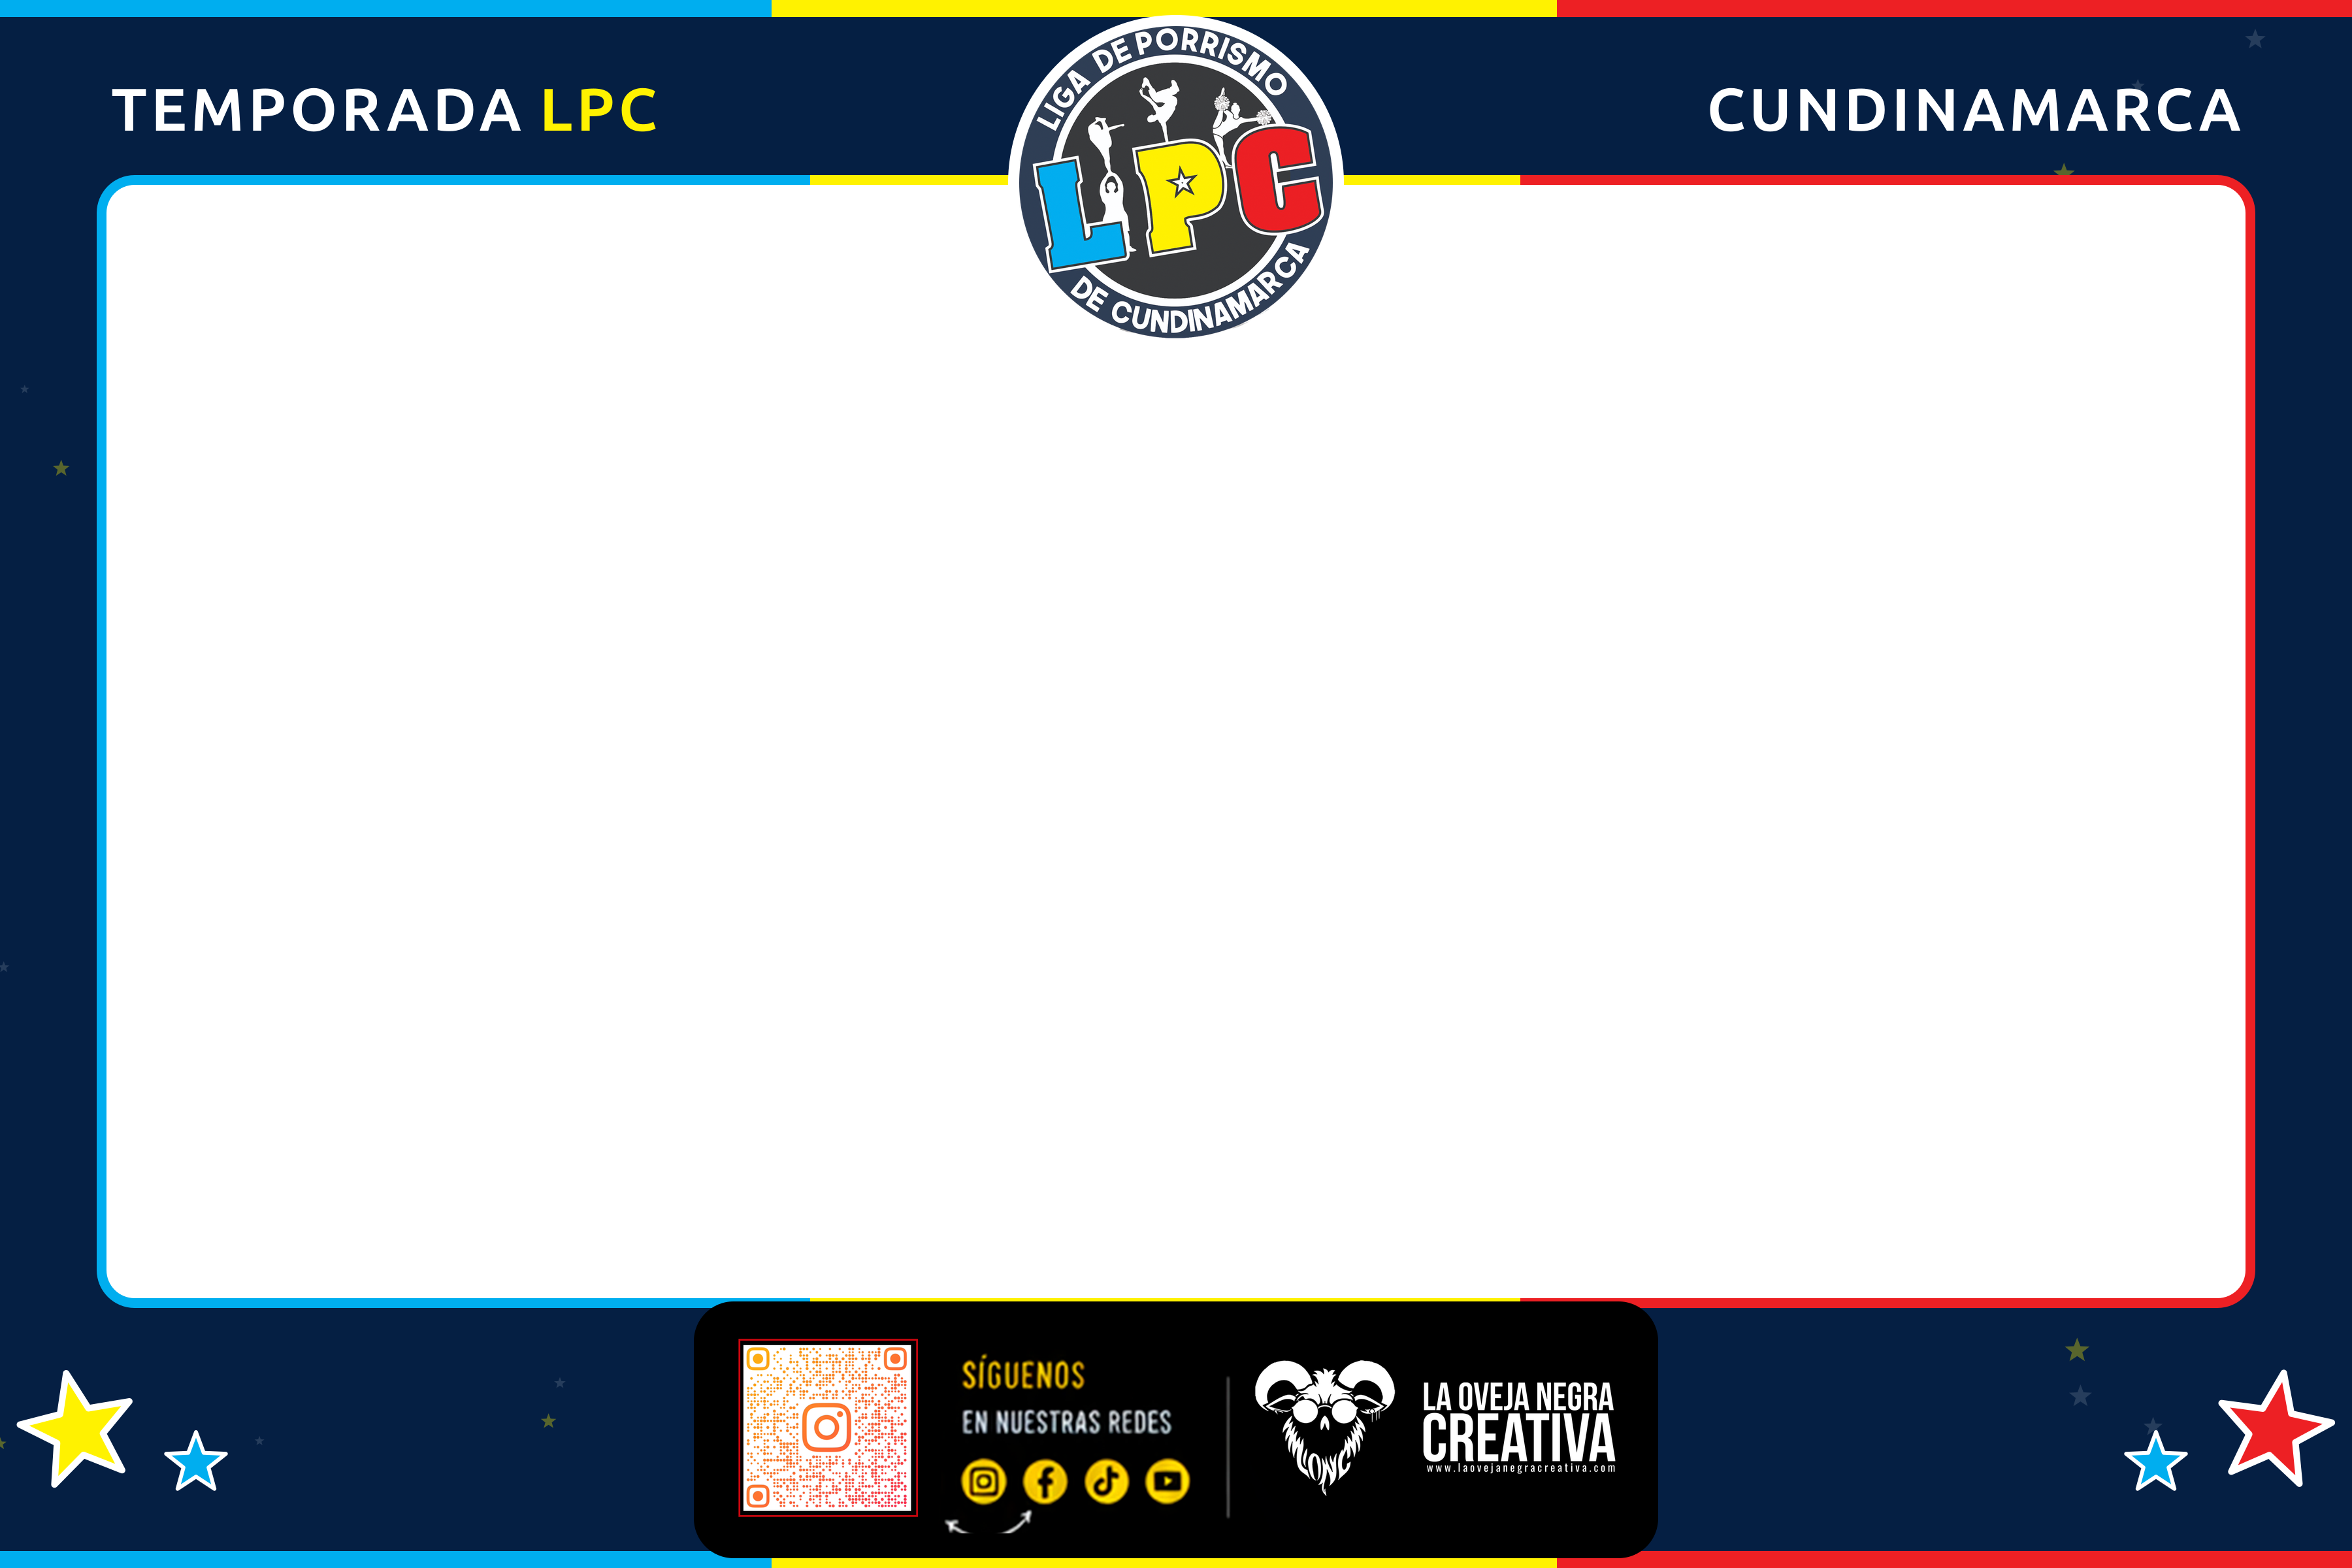 TEMPORADA LPC
LIGA DE PORRISMO
LPC
DE CUNDINAMARCA
CUNDINAMARCA
SÍGUENOS
EN NUESTRAS REDES
LONC
LA OVEJA NEGRA
CREATIVA
www.laovejanegracreativa.com